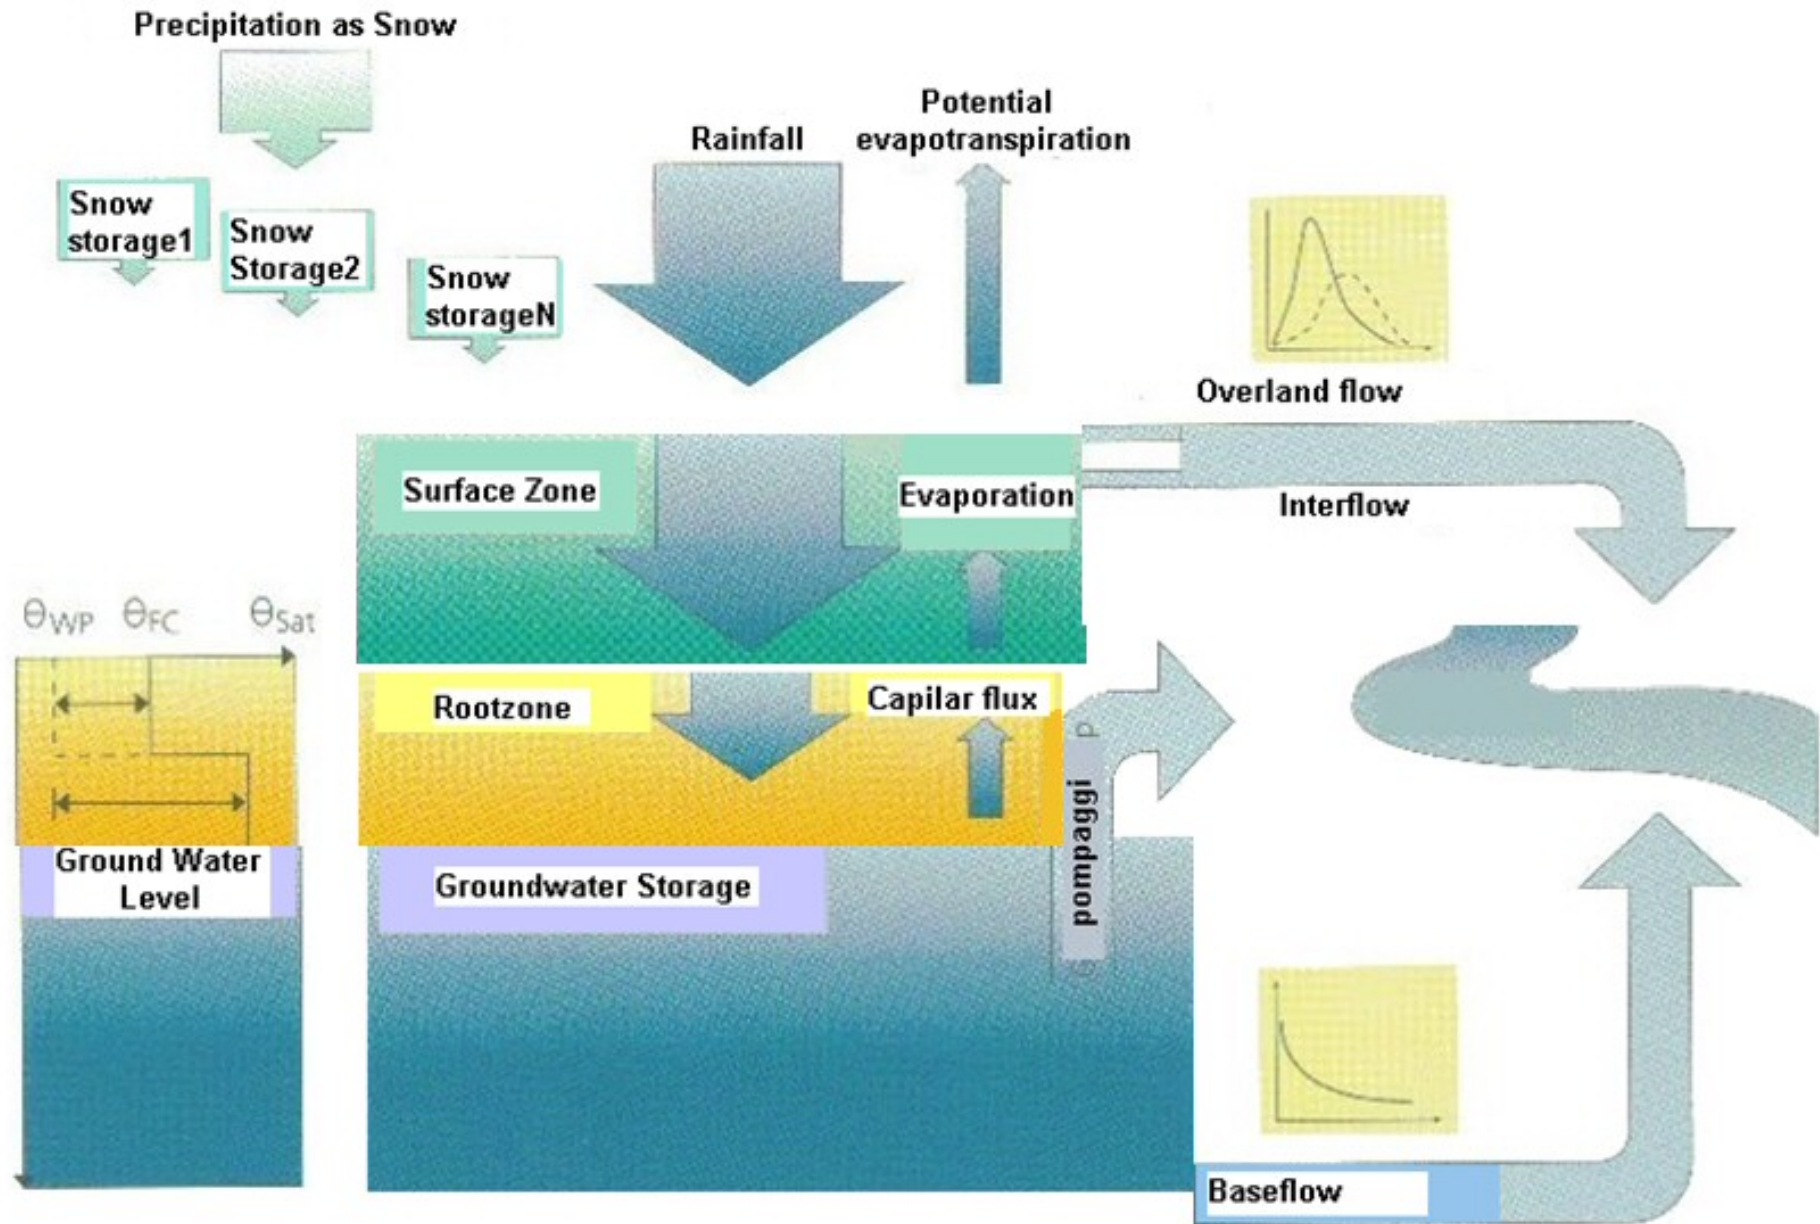 Precipitation as Snow
Snow
storage1
Snow
Storage2
Snow
storageN
Rainfall
Potential
evapotranspiration
Overland flow
Surface Zone
Evaporation
Interflow
θWP θFC θSat
Rootzone
Capilar flux
pompaggi
Ground Water
Level
Groundwater Storage
Baseflow